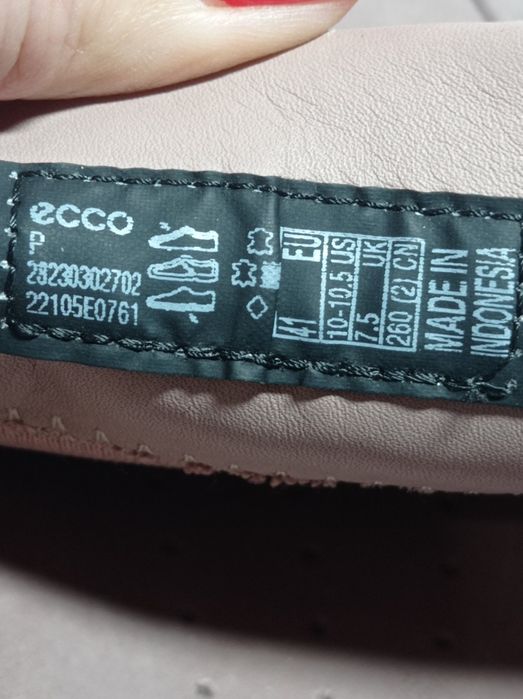 ecco
P
28230302702
22105E0761
EU 41
US 10-10.5
UK 7.5
CN 260 (2)
MADE IN
INDONESIA